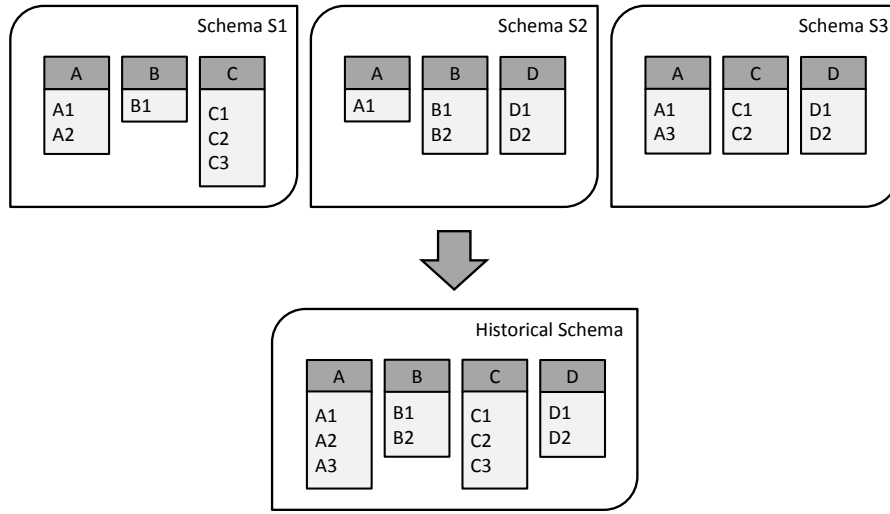 Schema S1
A
B
C
A1
A2
B1
C1
C2
C3
Schema S2
A
B
D
A1
B1
B2
D1
D2
Schema S3
A
C
D
A1
A3
C1
C2
D1
D2
Historical Schema
A
B
C
D
A1
A2
A3
B1
B2
C1
C2
C3
D1
D2